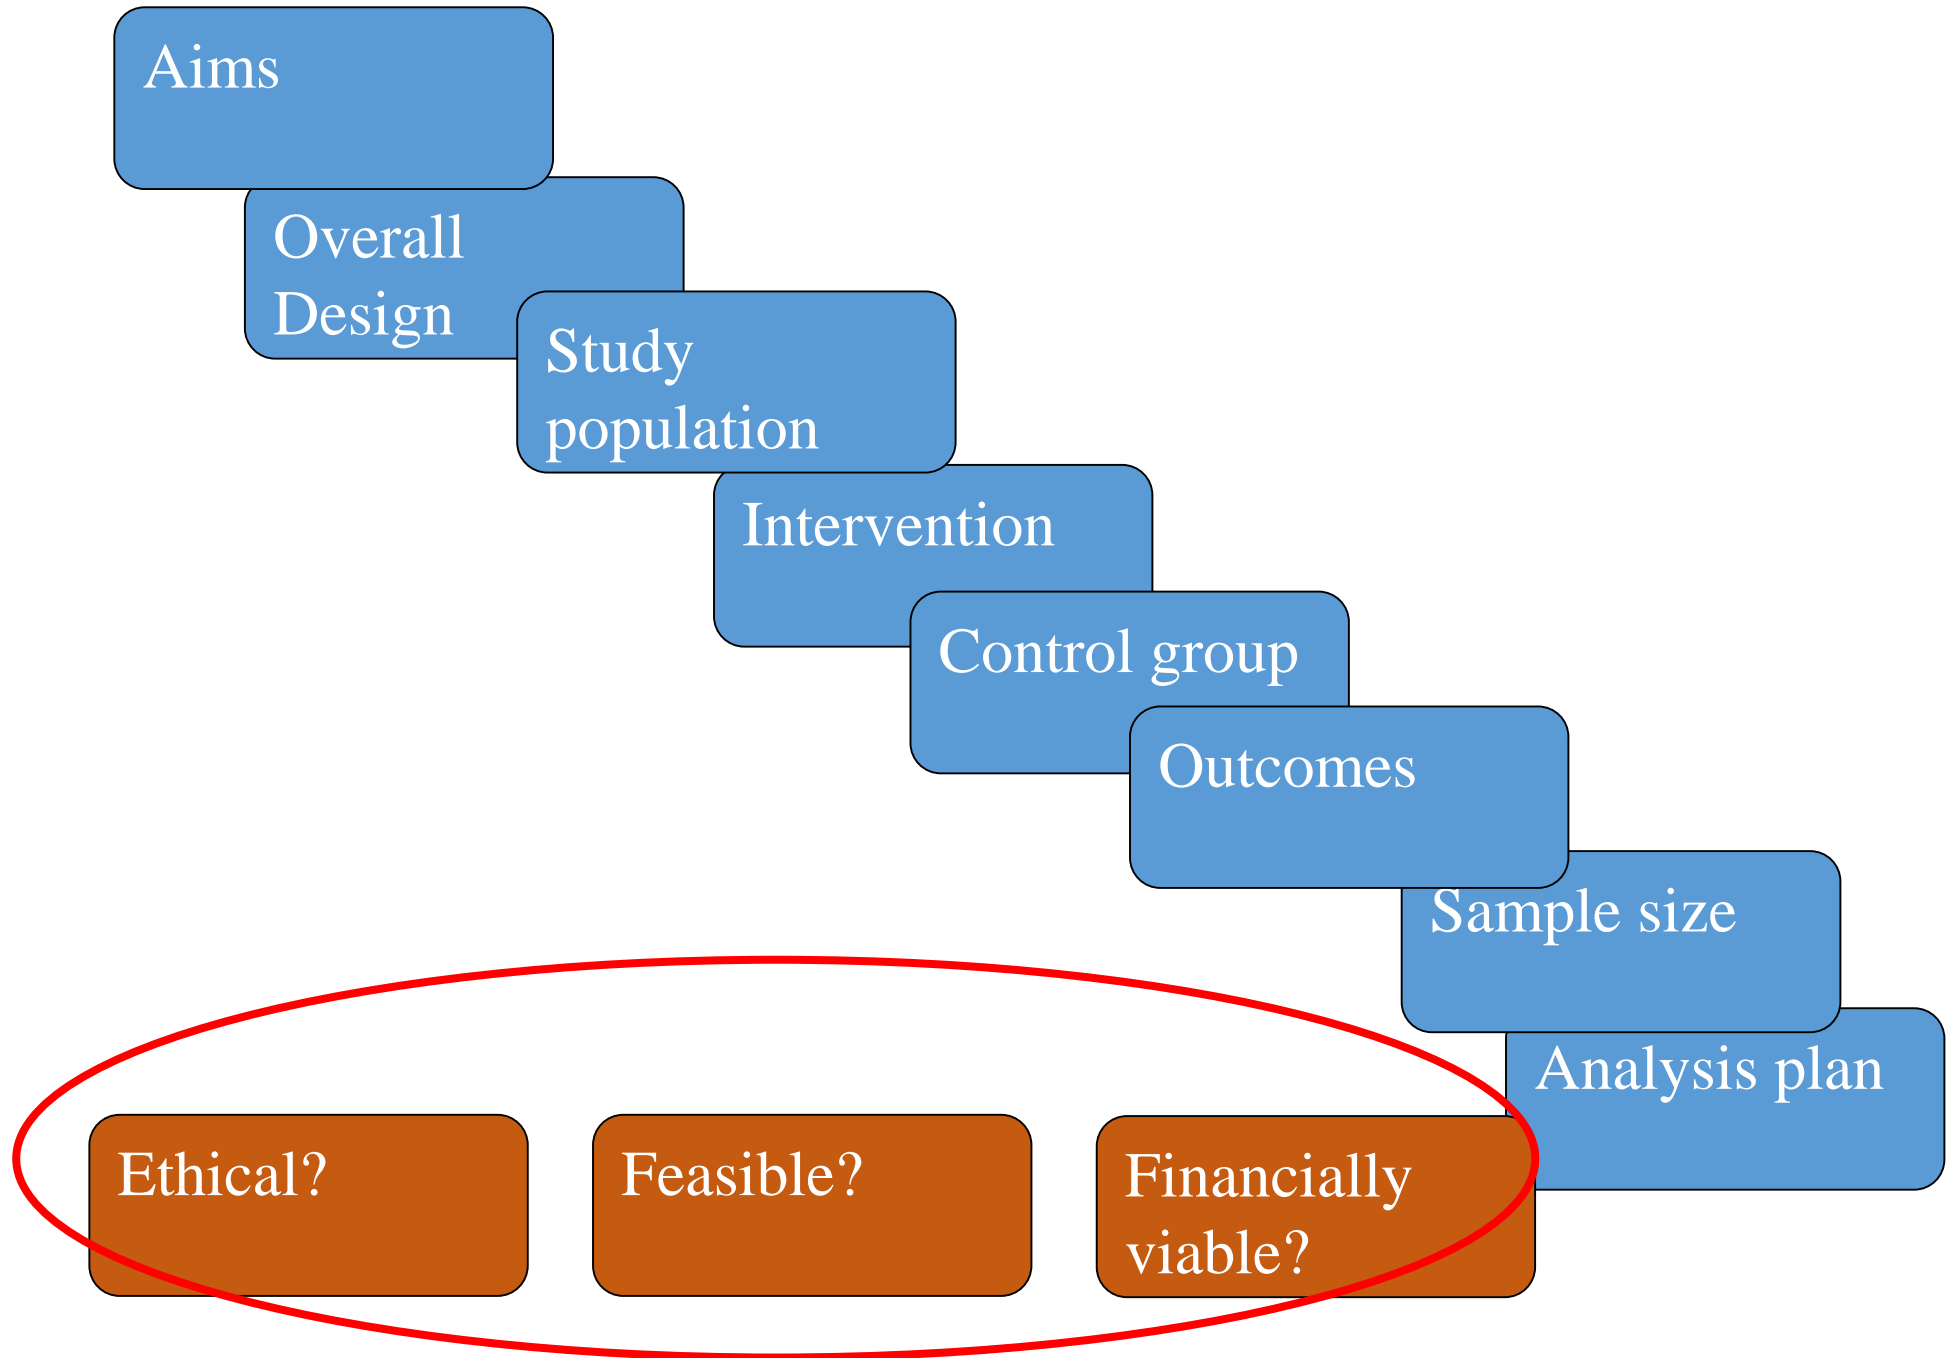 Aims
Overall
Design
Study
population
Intervention
Control group
Outcomes
Sample size
Analysis plan
Ethical?
Feasible?
Financially
viable?